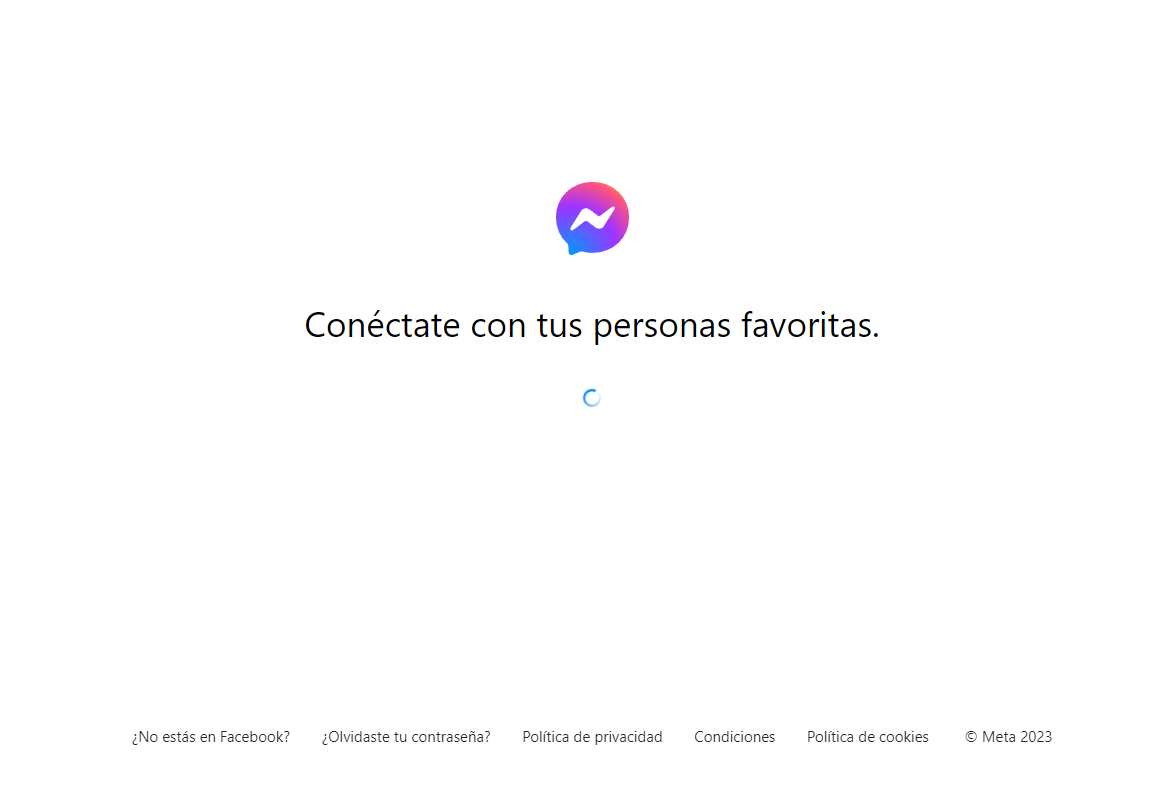 Conéctate con tus personas favoritas.
¿No estás en Facebook? ¿Olvidaste tu contraseña? Política de privacidad Condiciones Política de cookies © Meta 2023